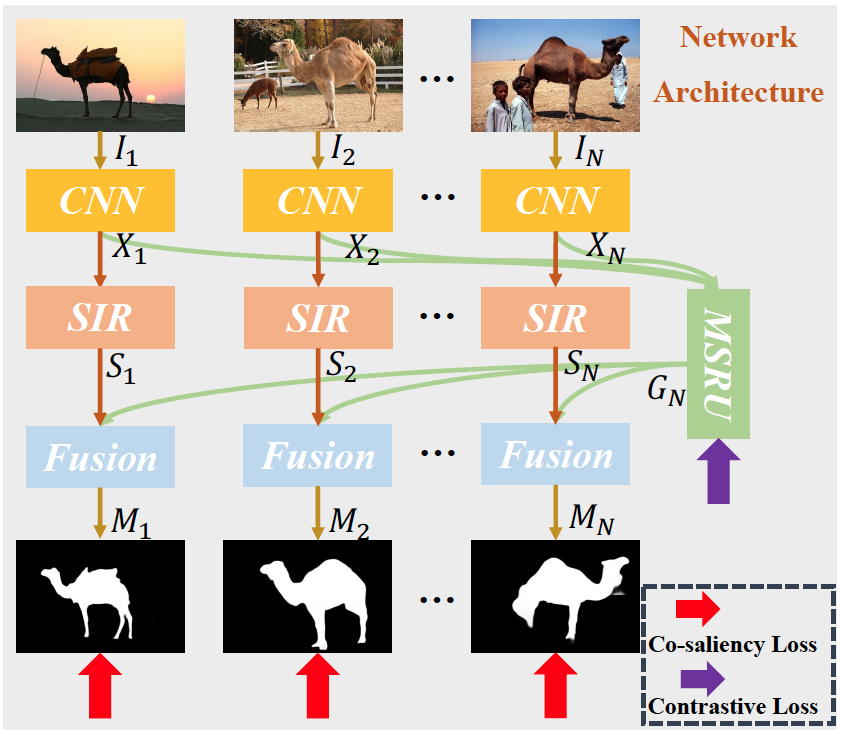 Network
Architecture
...
I_1 I_2 I_N
CNN CNN ... CNN
X_1 X_2 X_N
SIR SIR ... SIR
MSRU
S_1 S_2 S_N
G_N
Fusion Fusion ... Fusion
M_1 M_2 M_N
...
Co-saliency Loss
Contrastive Loss